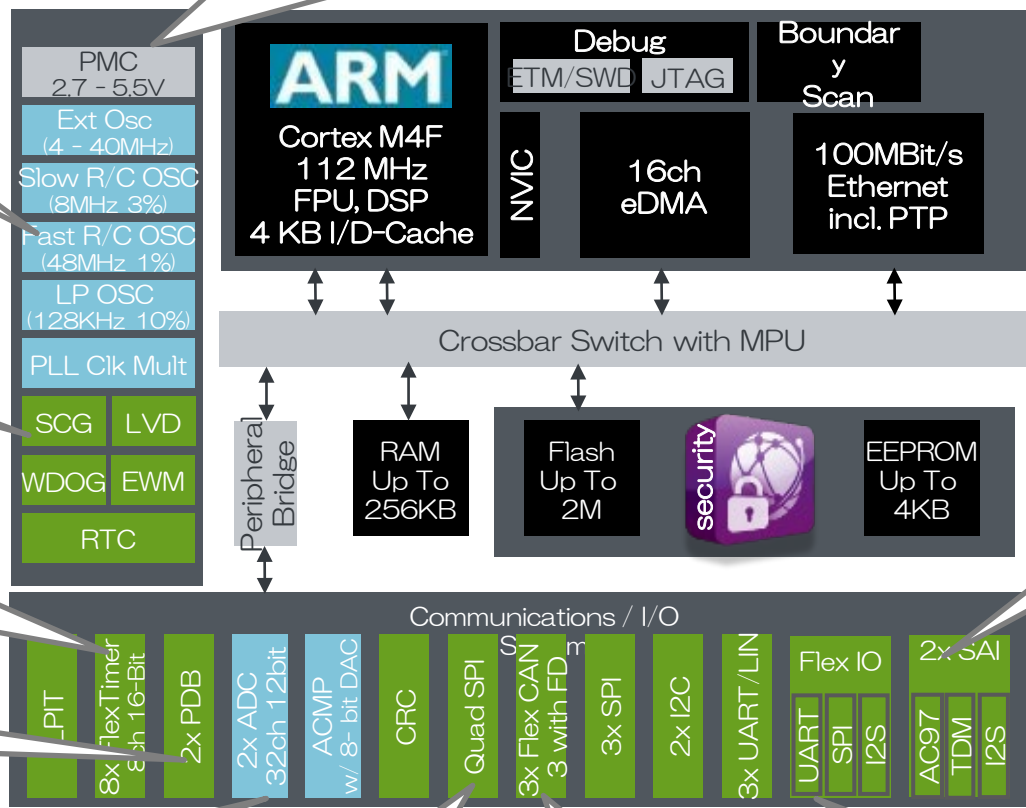 PMC
2.7 - 5.5V
Ext Osc
(4 - 40MHz)
Slow R/C OSC
(8MHz 3%)
Fast R/C OSC
(48MHz 1%)
LP OSC
(128KHz 10%)
PLL Clk Mult
SCG
LVD
WDOG
EWM
RTC
ARM
Cortex M4F
112 MHz
FPU, DSP
4 KB I/D-Cache
Debug
ETM/SWD
JTAG
Boundar
y
Scan
NVIC
16ch
eDMA
100MBit/s
Ethernet
incl. PTP
Crossbar Switch with MPU
Peripheral
Bridge
RAM
Up To
256KB
Flash
Up To
2M
security
EEPROM
Up To
4KB
Communications / I/O
LPIT
8x FlexTimer
8ch 16-Bit
2x PDB
2x ADC
32ch 12bit
ACMP
w/ 8- bit DAC
CRC
Quad SPI
3x Flex CAN
3 with FD
3x SPI
2x I2C
3x UART/LIN
Flex IO
UART
SPI
I2S
2x SAI
AC97
TDM
I2S